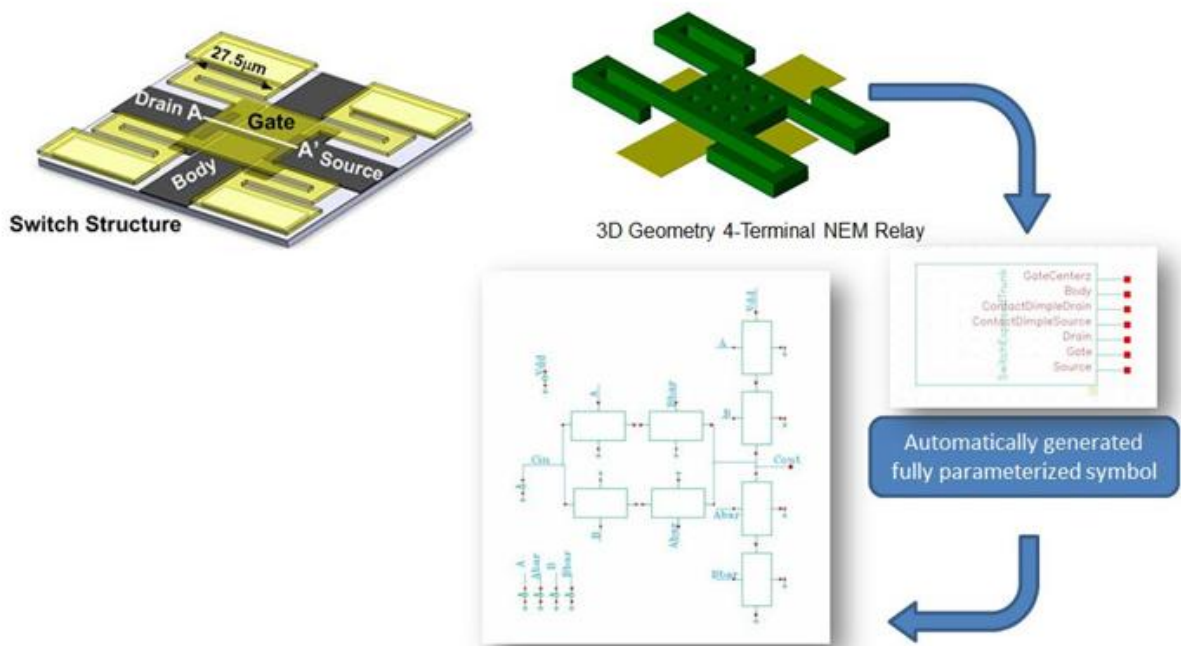 27.5μm
Drain A
Gate
A' Source
Body
Switch Structure
3D Geometry 4-Terminal NEM Relay
GateCenterz
Body
ContactDimpleDrain
ContactDimpleSource
Drain
Gate
Source
Automatically generated
fully parameterized symbol
Vdd
Vdd
A
A
Bbar
B
Cin
Cout
B
Abar
Abar
Bbar
A
Abar
B
Bbar